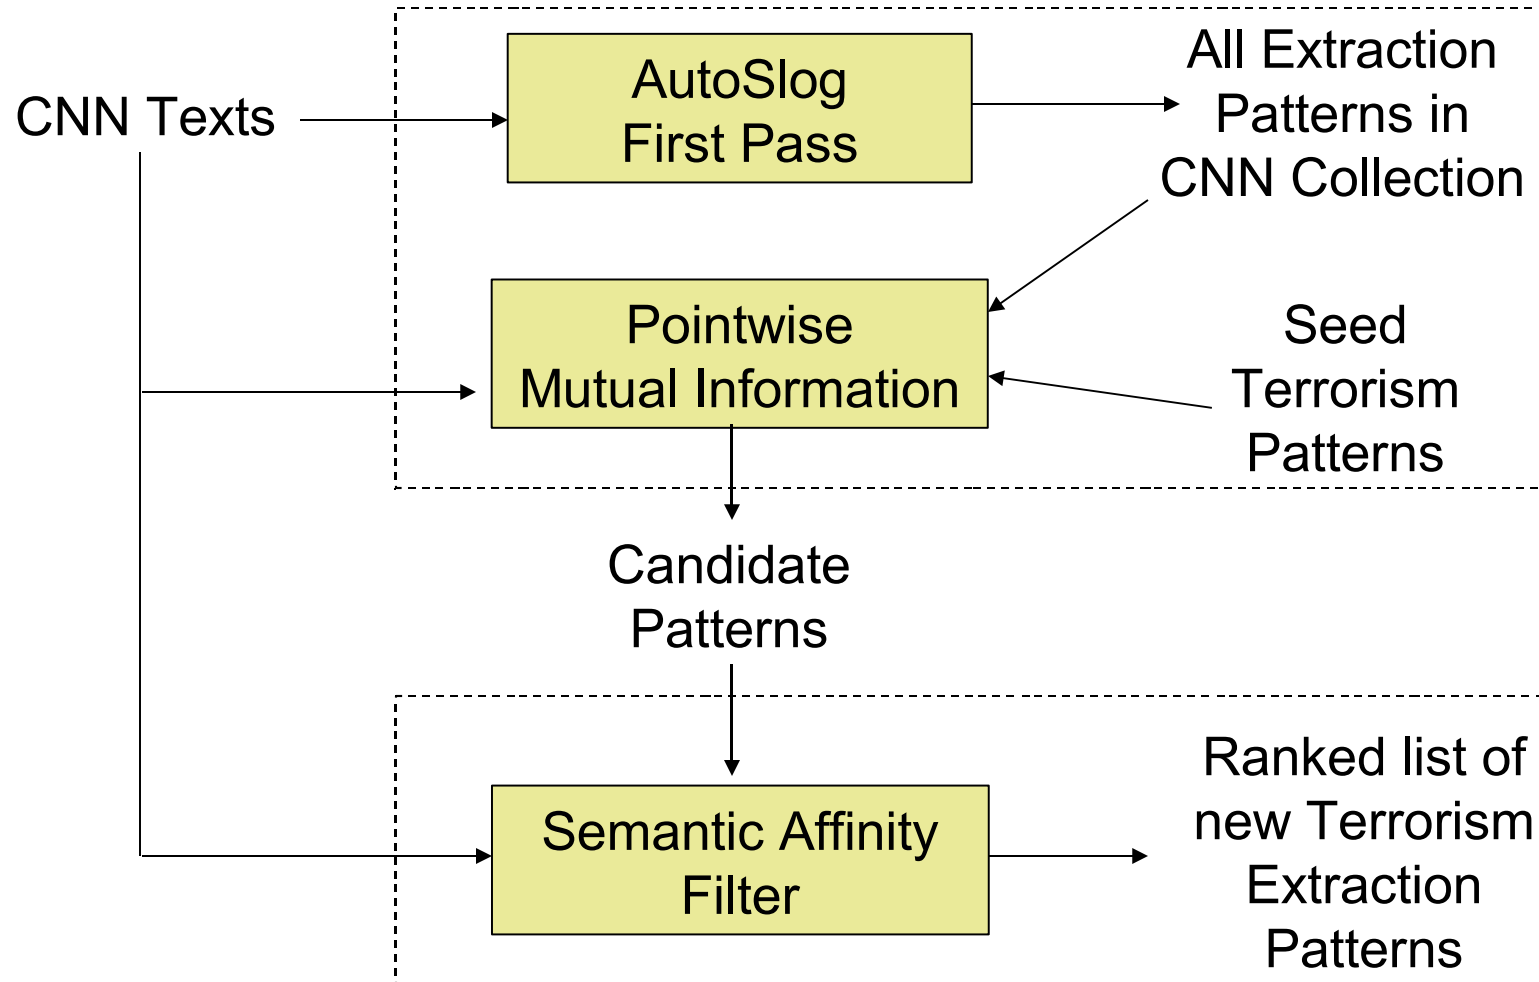 CNN Texts
AutoSlog
First Pass
All Extraction
Patterns in
CNN Collection
Pointwise
Mutual Information
Seed
Terrorism
Patterns
Candidate
Patterns
Semantic Affinity
Filter
Ranked list of
new Terrorism
Extraction
Patterns